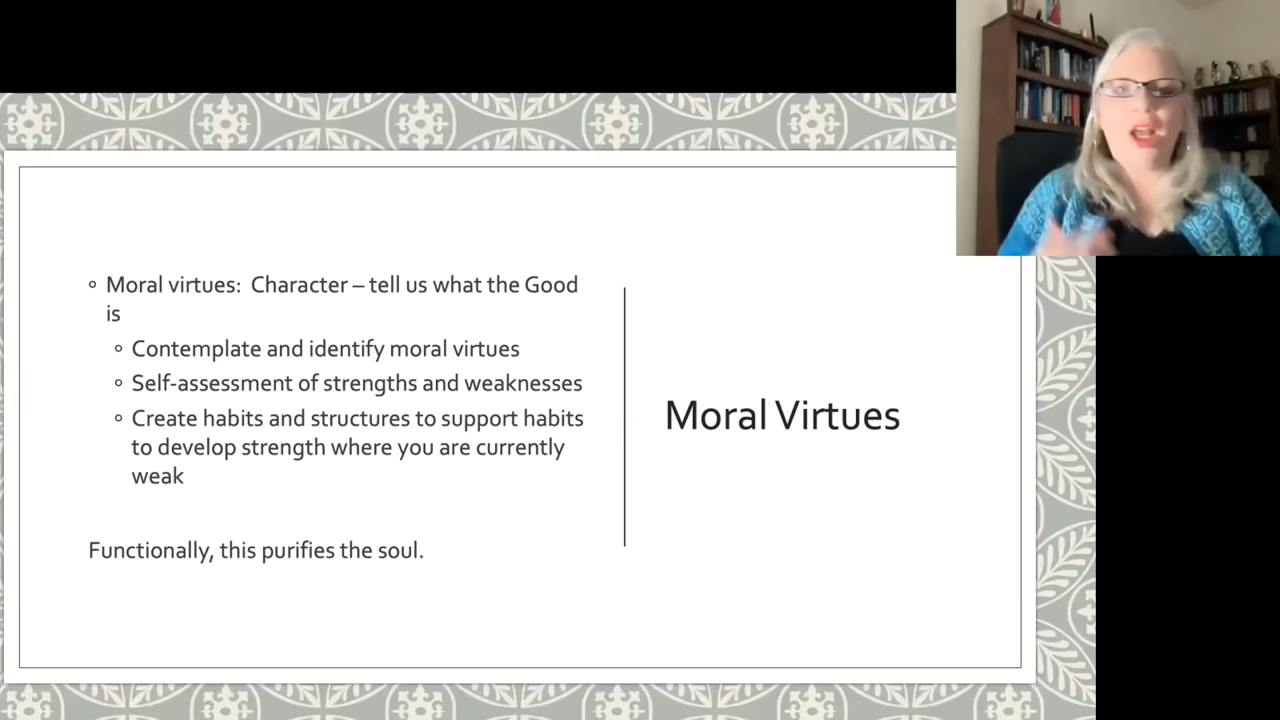 ◦ Moral virtues:  Character – tell us what the Good
is
◦ Contemplate and identify moral virtues
◦ Self-assessment of strengths and weaknesses
◦ Create habits and structures to support habits
to develop strength where you are currently
weak
Functionally, this purifies the soul.
Moral Virtues